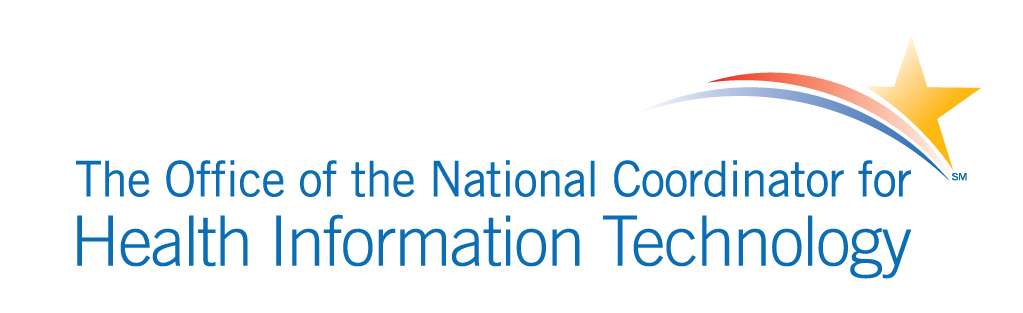 The Office of the National Coordinator for
Health Information Technology
SM